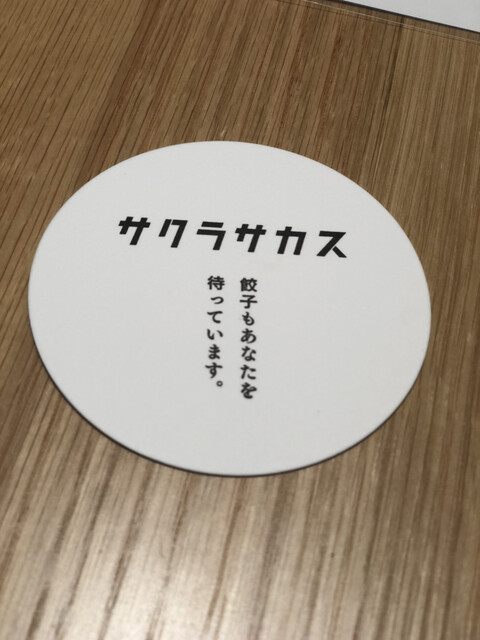 サクラサカス
餃子もあなたを
待っています。